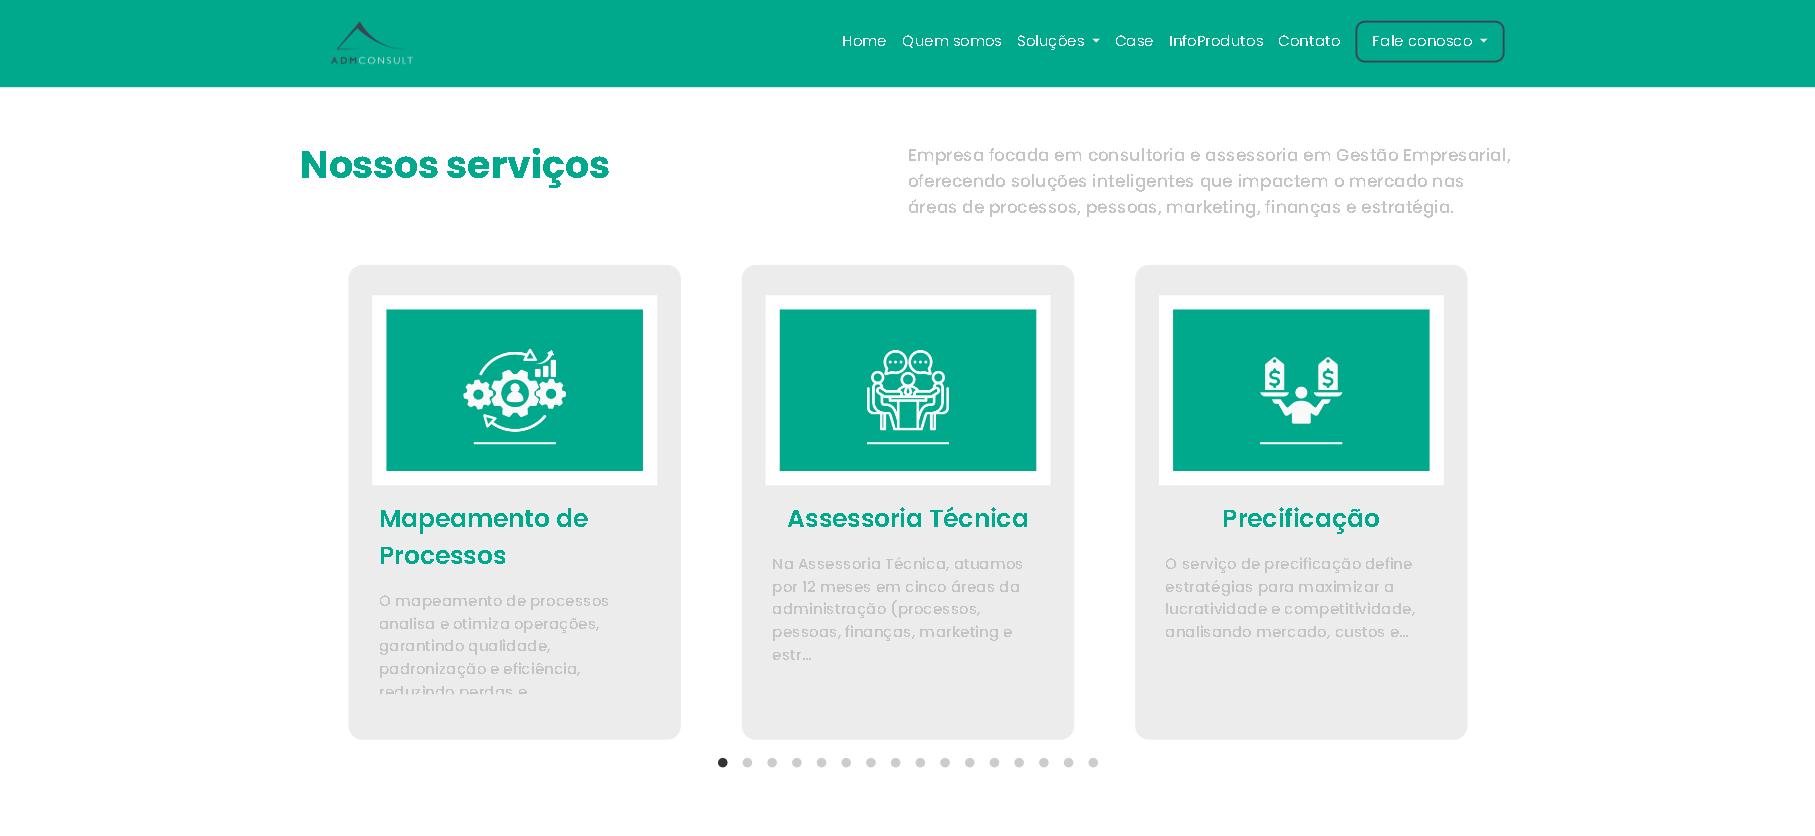 ADMCONSULT
Home Quem somos Soluções Case InfoProdutos Contato Fale conosco
Nossos serviços
Empresa focada em consultoria e assessoria em Gestão Empresarial,
oferecendo soluções inteligentes que impactem o mercado nas
áreas de processos, pessoas, marketing, finanças e estratégia.
Mapeamento de
Processos
O mapeamento de processos
analisa e otimiza operações,
garantindo qualidade,
padronização e eficiência,
reduzindo perdas e
Assessoria Técnica
Na Assessoria Técnica, atuamos
por 12 meses em cinco áreas da
administração (processos,
pessoas, finanças, marketing e
estr...
Precificação
O serviço de precificação define
estratégias para maximizar a
lucratividade e competitividade,
analisando mercado, custos e...